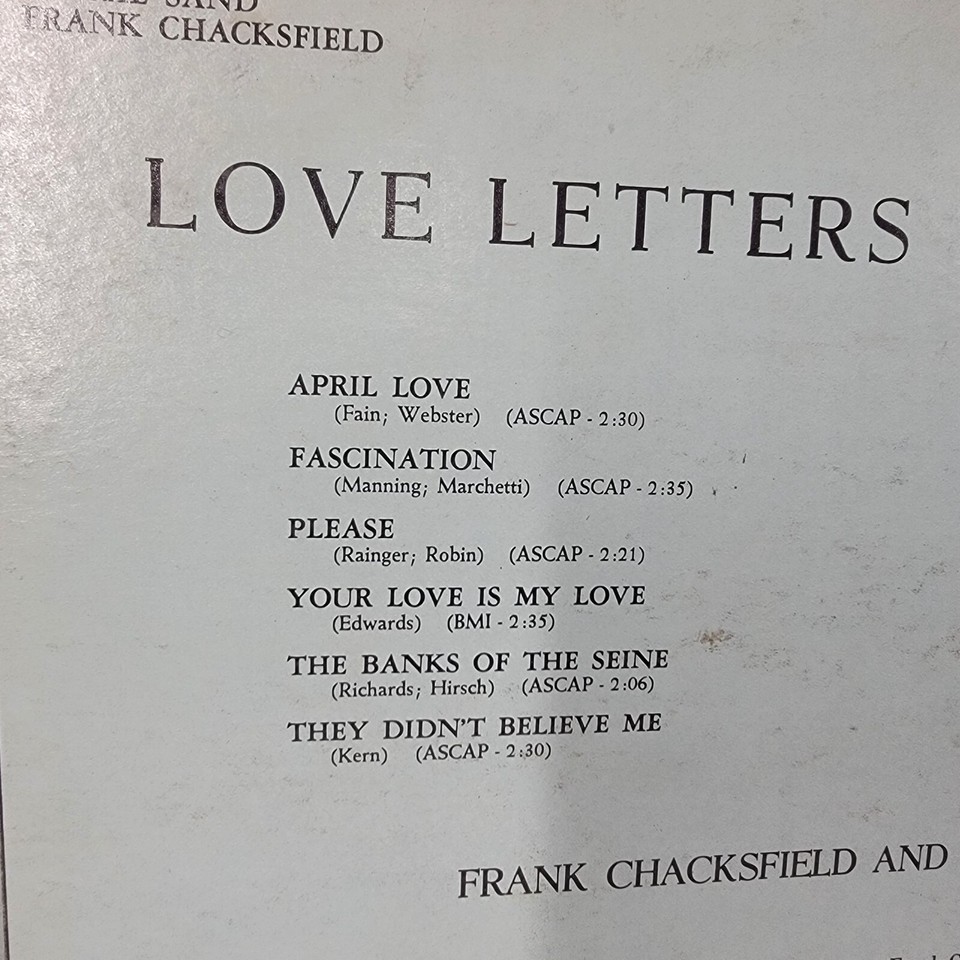 SAND
FRANK CHACKSFIELD
LOVE LETTERS
APRIL LOVE
(Fain; Webster) (ASCAP - 2:30)
FASCINATION
(Manning; Marchetti) (ASCAP - 2:35)
PLEASE
(Rainger; Robin) (ASCAP - 2:21)
YOUR LOVE IS MY LOVE
(Edwards) (BMI - 2:35)
THE BANKS OF THE SEINE
(Richards; Hirsch) (ASCAP - 2:06)
THEY DIDN'T BELIEVE ME
(Kern) (ASCAP - 2:30)
FRANK CHACKSFIELD AND